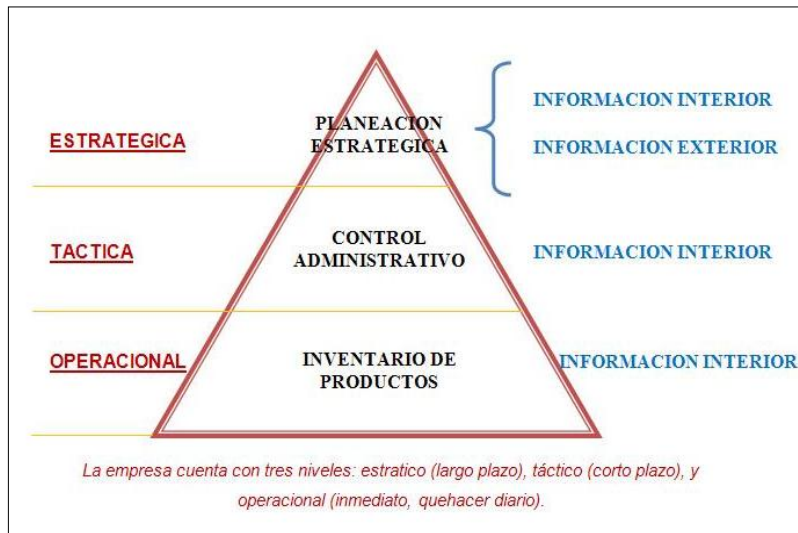 PLANEACION
ESTRATEGICA
ESTRATEGICA
INFORMACION INTERIOR
INFORMACION EXTERIOR
TACTICA
CONTROL
ADMINISTRATIVO
INFORMACION INTERIOR
OPERACIONAL
INVENTARIO DE
PRODUCTOS
INFORMACION INTERIOR
La empresa cuenta con tres niveles: estratico (largo plazo), táctico (corto plazo), y
operacional (inmediato, quehacer diario).